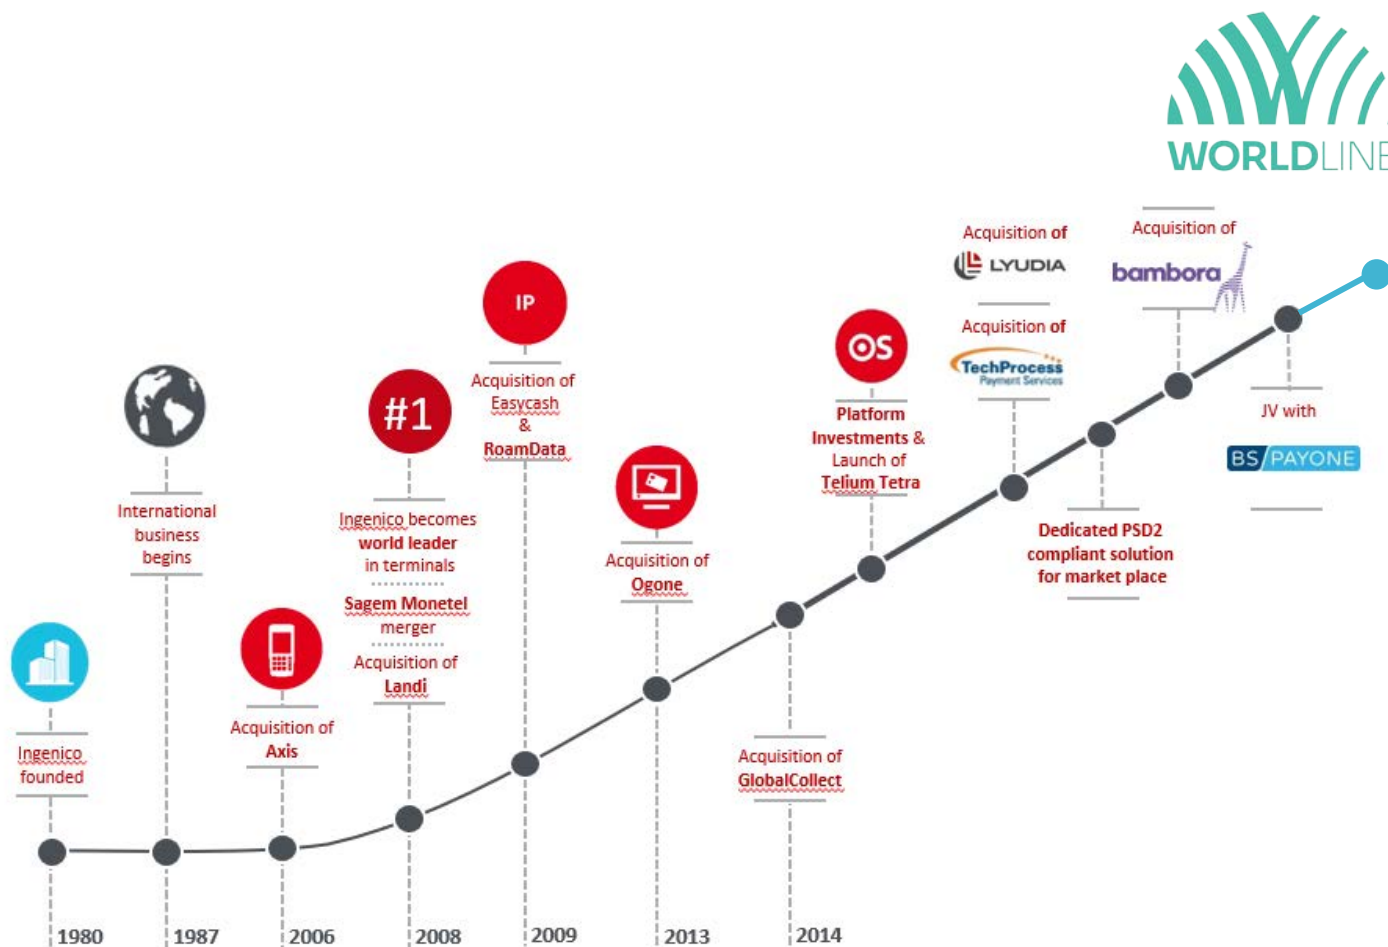 WORLDLINE
Ingenico
founded
International
business
begins
Acquisition of
Axis
#1
Ingenico becomes
world leader
in terminals
Sagem Monetel
merger
Acquisition of
Landi
IP
Acquisition of
Easycash
&
RoamData
Acquisition of
Ogone
Acquisition of
GlobalCollect
OS
Platform
Investments &
Launch of
Telium Tetra
Acquisition of
LYUDIA
Acquisition of
TechProcess
Payment Services
Dedicated PSD2
compliant solution
for market place
Acquisition of
bambora
JV with
BS PAYONE
1980
1987
2006
2008
2009
2013
2014